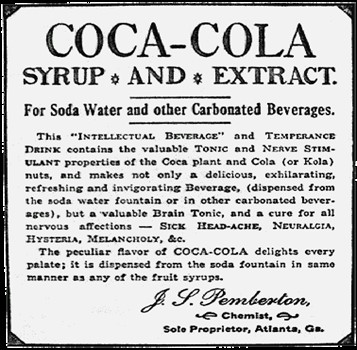 COCA-COLA
SYRUP * AND * EXTRACT.
For Soda Water and other Carbonated Beverages.
This "INTELLECTUAL BEVERAGE" and TEMPERANCE
DRINK contains the valuable TONIC and NERVE STIM-
ULANT properties of the Coca plant and Cola (or Kola)
nuts, and makes not only a delicious, exhilarating,
refreshing and invigorating Beverage, (dispensed from
the soda water fountain or in other carbonated bever-
ages), but a valuable Brain Tonic, and a cure for all
nervous affections — SICK HEAD-ACHE, NEURALGIA,
HYSTERIA, MELANCHOLY, &c.
The peculiar flavor of COCA-COLA delights every
palate; it is dispensed from the soda fountain in same
manner as any of the fruit syrups.
J. S. Pemberton,
Chemist,
Sole Proprietor, Atlanta, Ga.